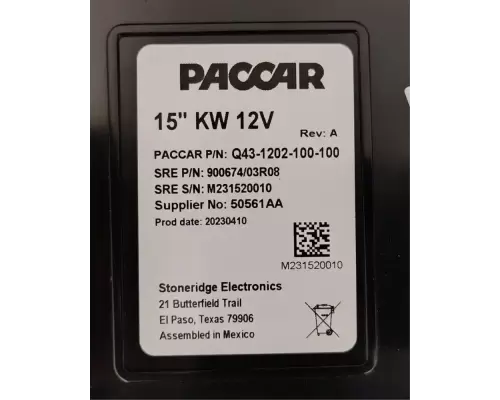 PACCAR
15" KW 12V
Rev: A
PACCAR P/N: Q43-1202-100-100
SRE P/N: 900674/03R08
SRE S/N: M231520010
Supplier No: 50561AA
Prod date: 20230410
M231520010
Stoneridge Electronics
21 Butterfield Trail
El Paso, Texas 79906
Assembled in Mexico